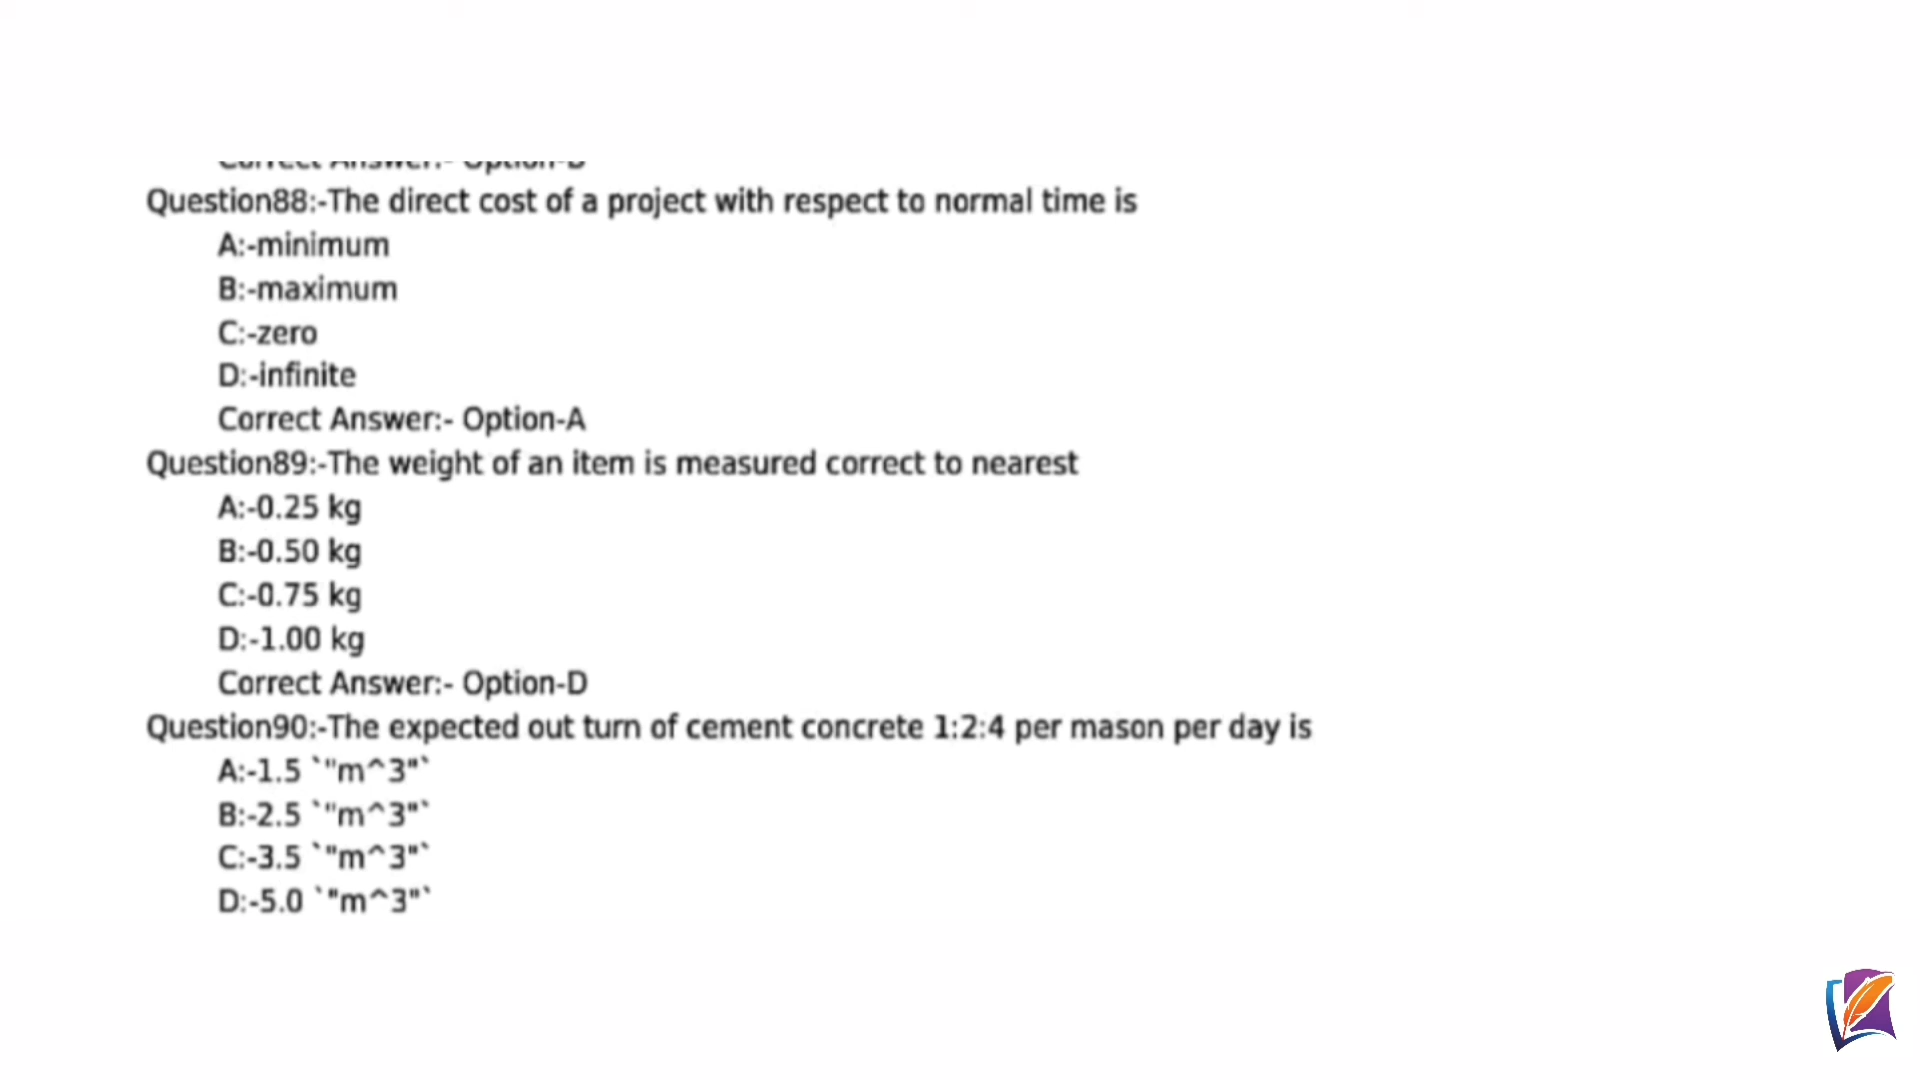 Correct Answer:- Option-B
Question88:-The direct cost of a project with respect to normal time is
A:-minimum
B:-maximum
C:-zero
D:-infinite
Correct Answer:- Option-A
Question89:-The weight of an item is measured correct to nearest
A:-0.25 kg
B:-0.50 kg
C:-0.75 kg
D:-1.00 kg
Correct Answer:- Option-D
Question90:-The expected out turn of cement concrete 1:2:4 per mason per day is
A:-1.5 `"m^3"`
B:-2.5 `"m^3"`
C:-3.5 `"m^3"`
D:-5.0 `"m^3"`